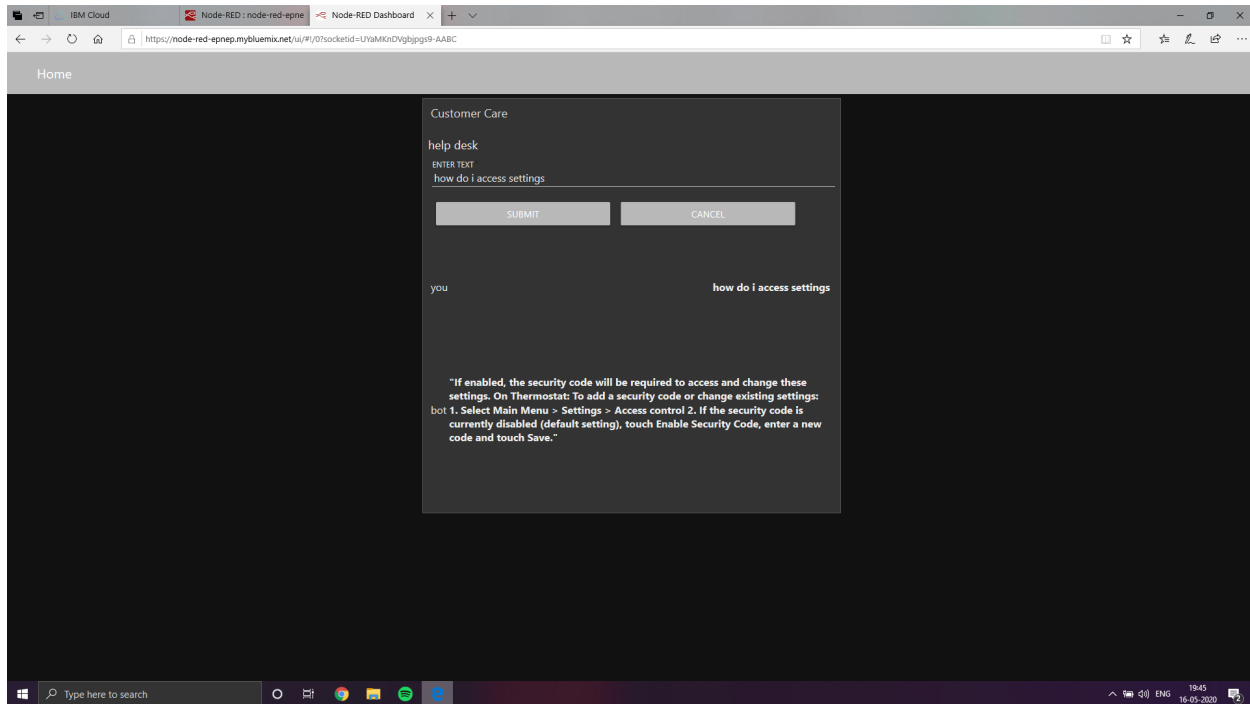 IBM Cloud
Node-RED : node-red-epne
Node-RED Dashboard
https://node-red-epnep.mybluemix.net/ui/#!/0?socketid=UYaMKnDVgbjpgs9-AABC
Home
Customer Care
help desk
ENTER TEXT
how do i access settings
SUBMIT
CANCEL
you
how do i access settings
"If enabled, the security code will be required to access and change these
settings. On Thermostat: To add a security code or change existing settings:
bot 1. Select Main Menu > Settings > Access control 2. If the security code is
currently disabled (default setting), touch Enable Security Code, enter a new
code and touch Save."
Type here to search
ENG
19:45
16-05-2020
2